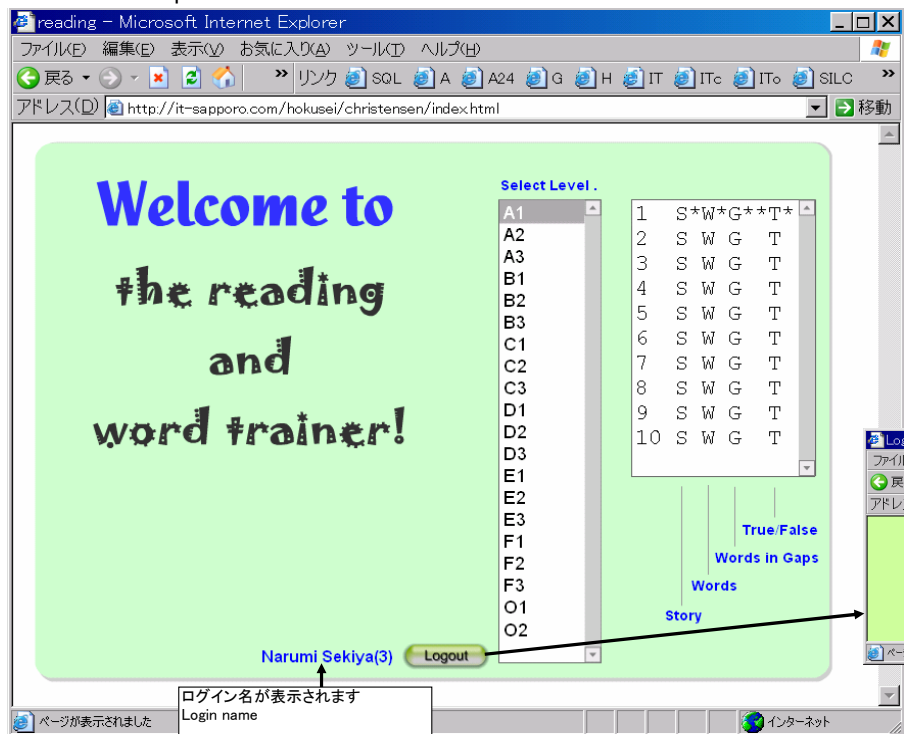 reading - Microsoft Internet Explorer
ファイル(F) 編集(E) 表示(V) お気に入り(A) ツール(T) ヘルプ(H)
戻る » リンク SQL A A24 G H IT ITc ITo SILC »
アドレス(D) http://it-sapporo.com/hokusei/christensen/index.html 移動
Welcome to
the reading
and
word trainer!
Select Level .
A1
A2
A3
B1
B2
B3
C1
C2
C3
D1
D2
D3
E1
E2
E3
F1
F2
F3
O1
O2
1 S*W*G**T*
2 S W G T
3 S W G T
4 S W G T
5 S W G T
6 S W G T
7 S W G T
8 S W G T
9 S W G T
10 S W G T
True/False
Words in Gaps
Words
Story
Narumi Sekiya(3) Logout
ログイン名が表示されます
Login name
ページが表示されました インターネット